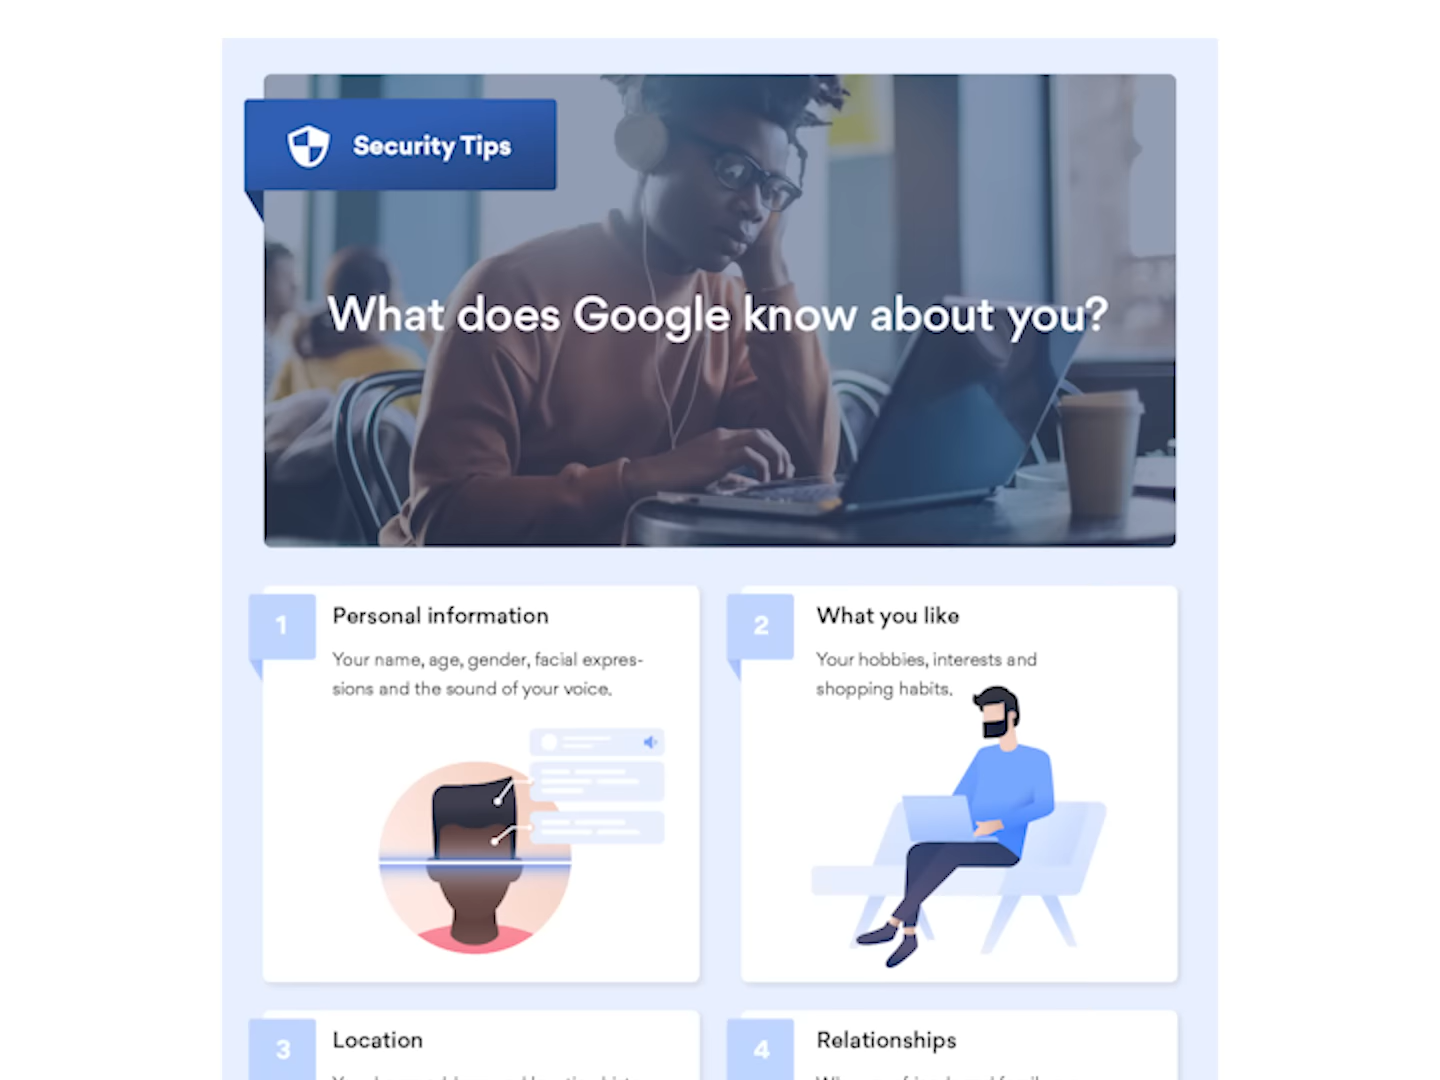 Security Tips
What does Google know about you?
1
Personal information
Your name, age, gender, facial expres-
sions and the sound of your voice.
2
What you like
Your hobbies, interests and
shopping habits.
3
Location
4
Relationships